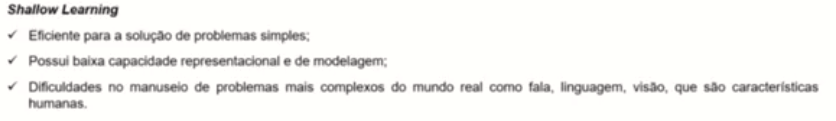 Shallow Learning
✓ Eficiente para a solução de problemas simples;
✓ Possui baixa capacidade representacional e de modelagem;
✓ Dificuldades no manuseio de problemas mais complexos do mundo real como fala, linguagem, visão, que são características
humanas.